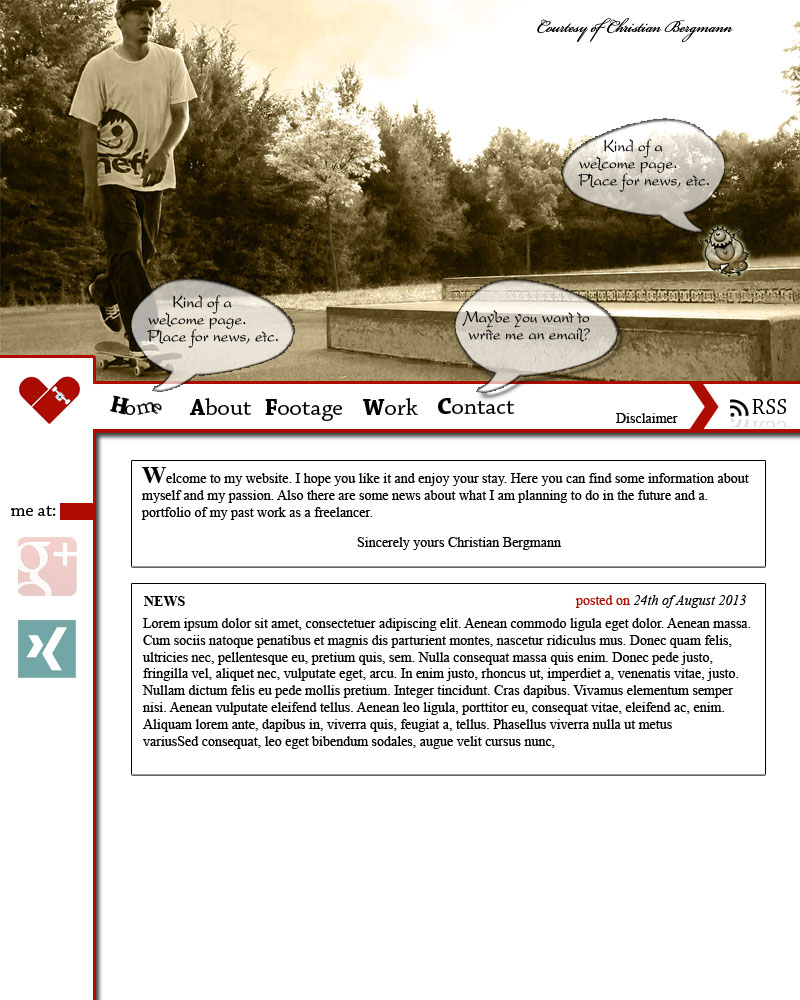 Courtesy of Christian Bergmann
neff
Kind of a
welcome page.
Place for news, etc.
Kind of a
welcome page.
Place for news, etc.
Maybe you want to
write me an email?
Home About Footage Work Contact Disclaimer RSS
me at:
g+
Welcome to my website. I hope you like it and enjoy your stay. Here you can find some information about
myself and my passion. Also there are some news about what I am planning to do in the future and a.
portfolio of my past work as a freelancer.
Sincerely yours Christian Bergmann
NEWS posted on 24th of August 2013
Lorem ipsum dolor sit amet, consectetuer adipiscing elit. Aenean commodo ligula eget dolor. Aenean massa.
Cum sociis natoque penatibus et magnis dis parturient montes, nascetur ridiculus mus. Donec quam felis,
ultricies nec, pellentesque eu, pretium quis, sem. Nulla consequat massa quis enim. Donec pede justo,
fringilla vel, aliquet nec, vulputate eget, arcu. In enim justo, rhoncus ut, imperdiet a, venenatis vitae, justo.
Nullam dictum felis eu pede mollis pretium. Integer tincidunt. Cras dapibus. Vivamus elementum semper
nisi. Aenean vulputate eleifend tellus. Aenean leo ligula, porttitor eu, consequat vitae, eleifend ac, enim.
Aliquam lorem ante, dapibus in, viverra quis, feugiat a, tellus. Phasellus viverra nulla ut metus
variusSed consequat, leo eget bibendum sodales, augue velit cursus nunc,